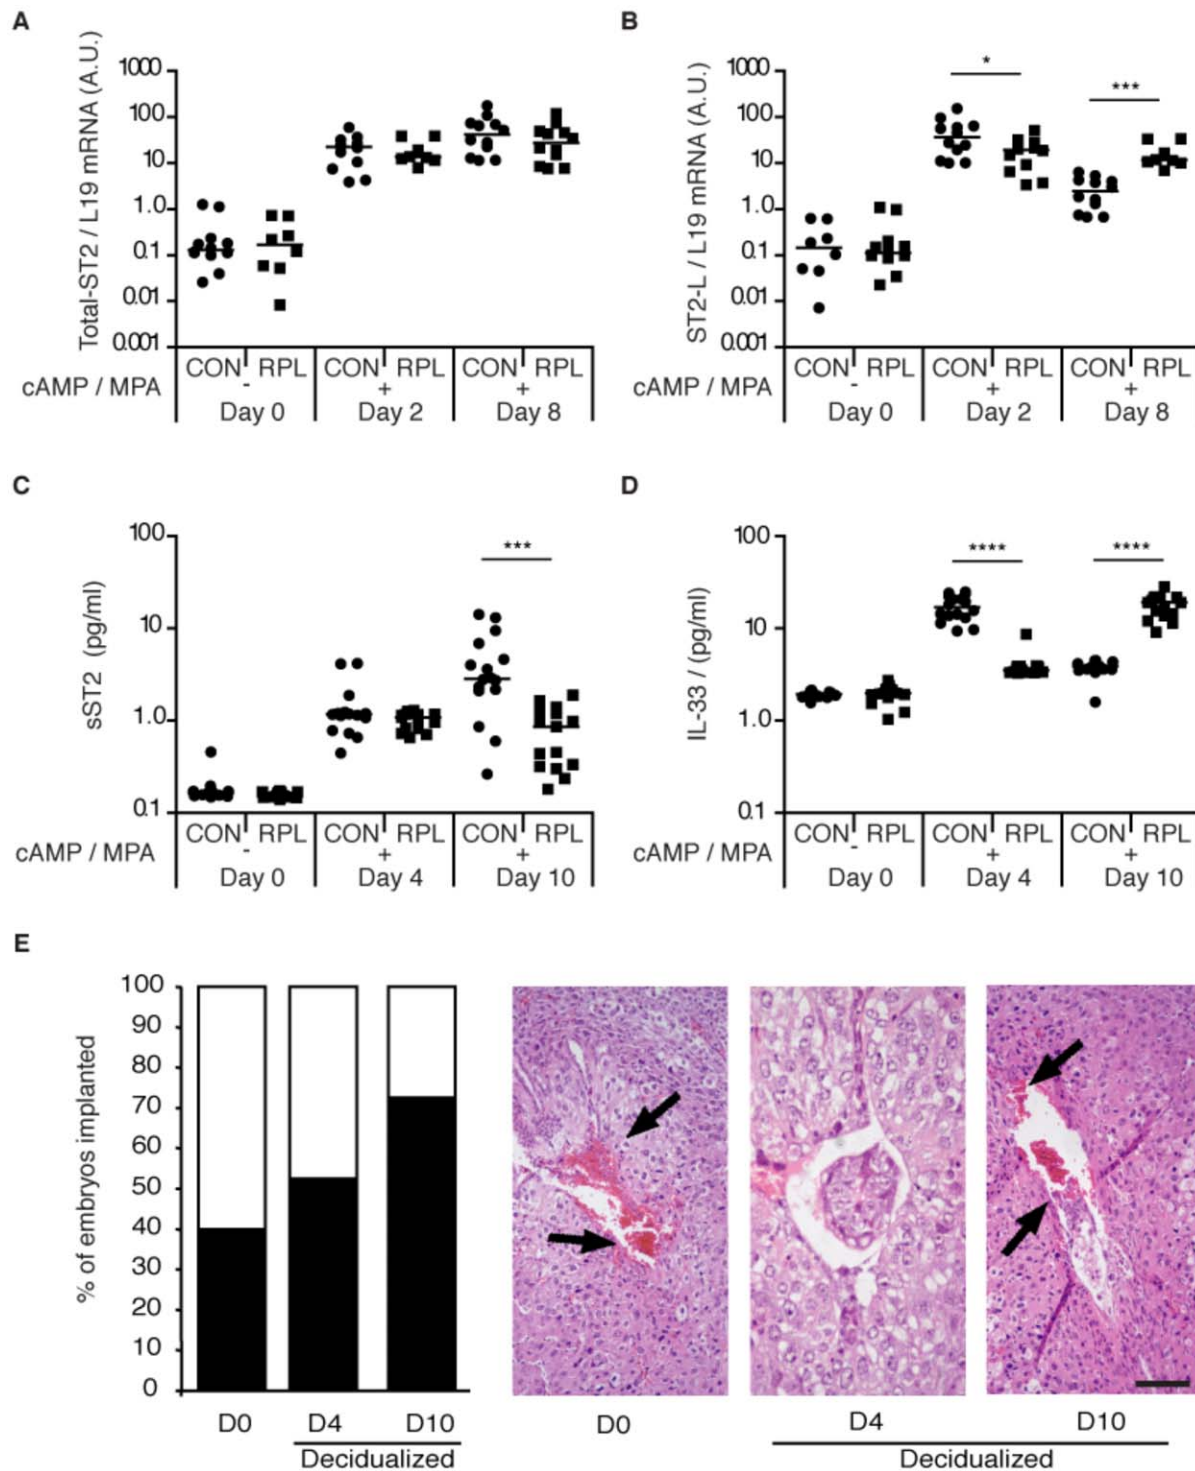 A
Total-ST2 / L19 mRNA (A.U.)
1000
100
10
1.0
0.1
0.01
0.001
CON RPL CON RPL CON RPL
cAMP / MPA - + +
Day 0 Day 2 Day 8
B
ST2-L / L19 mRNA (A.U.)
1000
100
10
1.0
0.1
0.01
0.001
*
***
CON RPL CON RPL CON RPL
cAMP / MPA - + +
Day 0 Day 2 Day 8
C
sST2 (pg/ml)
100
10
1.0
0.1
***
CON RPL CON RPL CON RPL
cAMP / MPA - + +
Day 0 Day 4 Day 10
D
IL-33 / (pg/ml)
100
10
1.0
0.1
**** ****
CON RPL CON RPL CON RPL
cAMP / MPA - + +
Day 0 Day 4 Day 10
E
% of embryos implanted
100
90
80
70
60
50
40
30
20
10
0
D0 D4 D10
Decidualized
D0 D4 D10
Decidualized